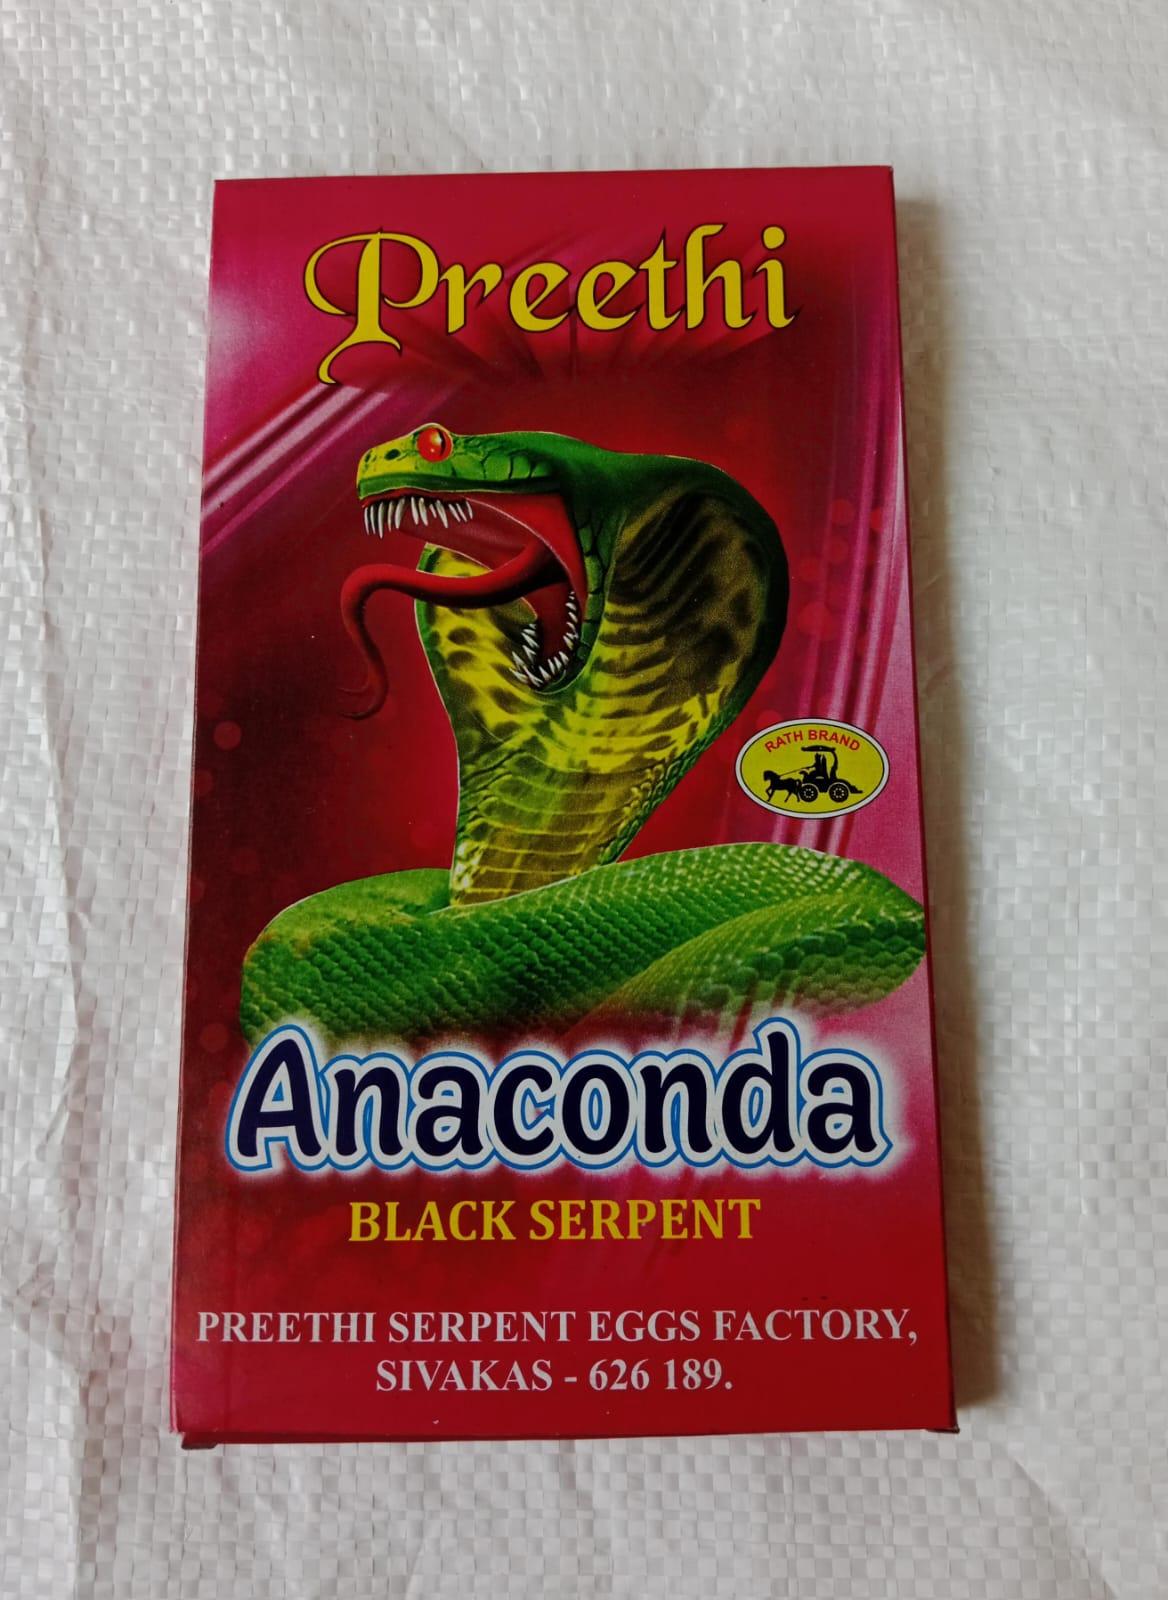 Preethi
RATH BRAND
Anaconda
BLACK SERPENT
PREETHI SERPENT EGGS FACTORY,
SIVAKAS - 626 189.